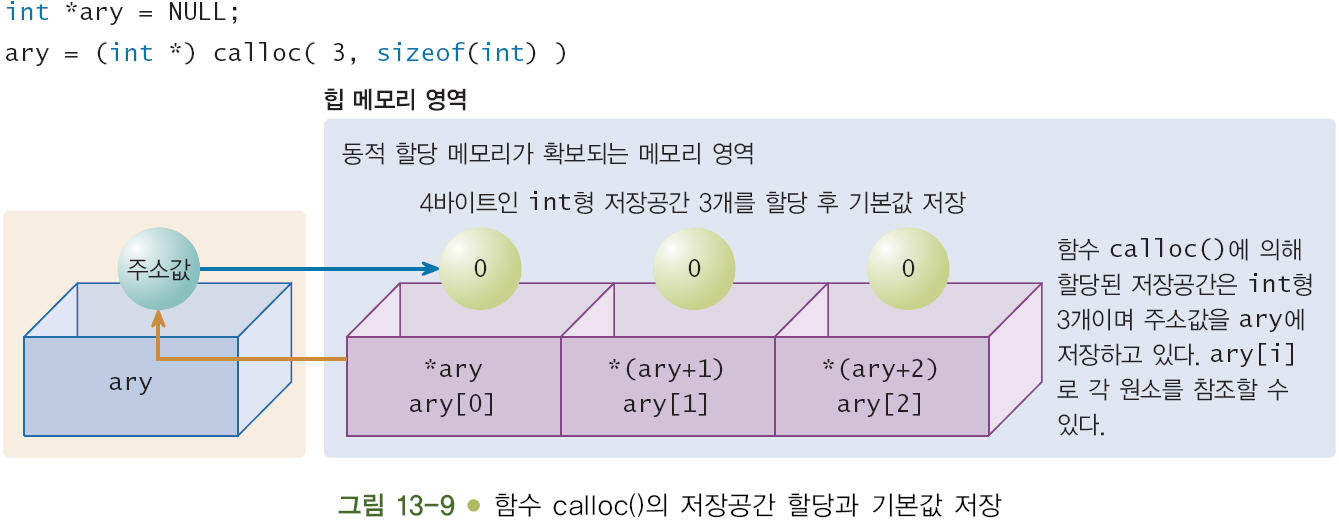 int *ary = NULL;
ary = (int *) calloc( 3, sizeof(int) )
힙 메모리 영역
동적 할당 메모리가 확보되는 메모리 영역
4바이트인 int형 저장공간 3개를 할당 후 기본값 저장
주소값
0
0
0
함수 calloc()에 의해
할당된 저장공간은 int형
3개이며 주소값을 ary에
저장하고 있다. ary[i]
로 각 원소를 참조할 수
있다.
ary
*ary
ary[0]
*(ary+1)
ary[1]
*(ary+2)
ary[2]
그림 13-9 ● 함수 calloc()의 저장공간 할당과 기본값 저장